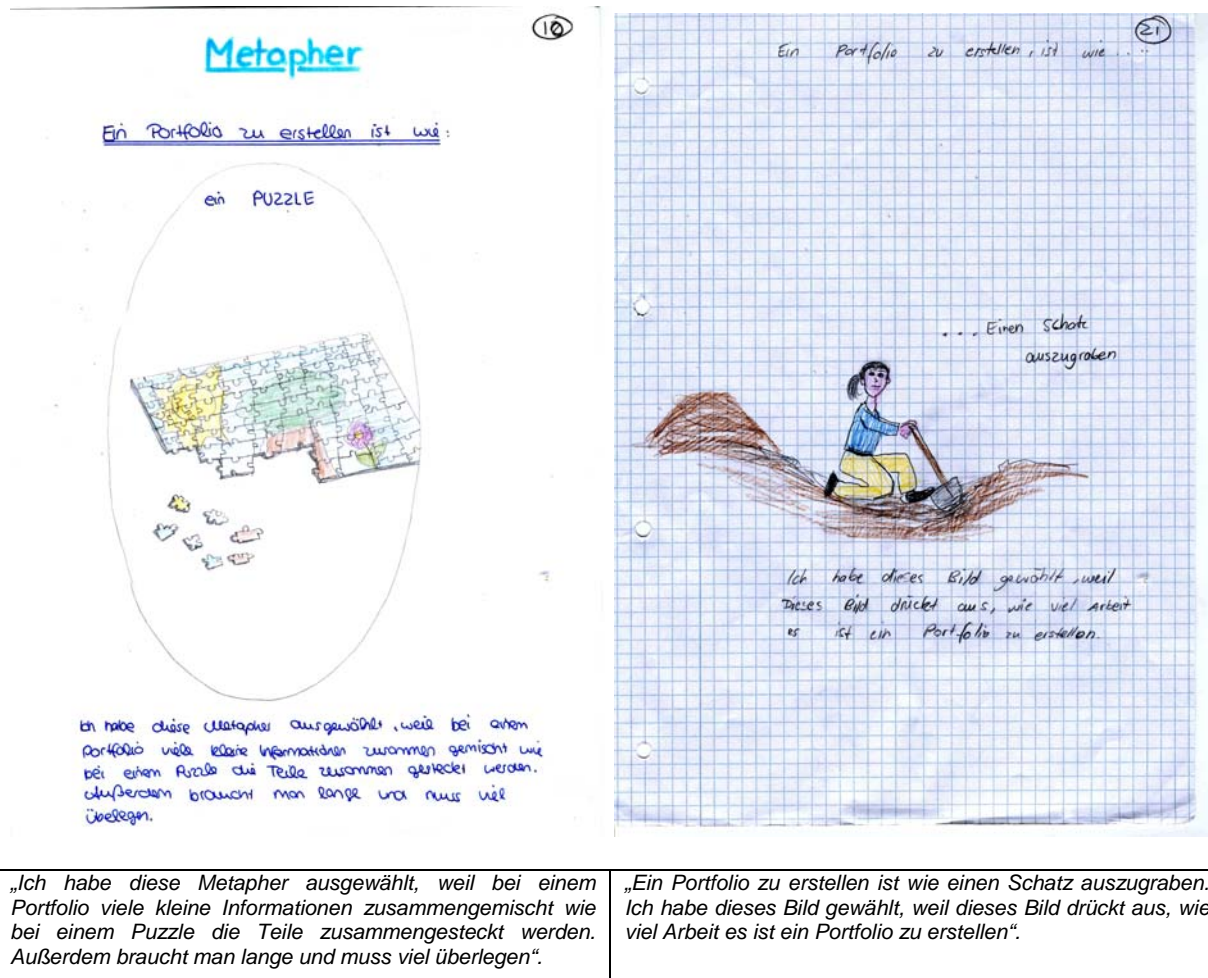 10
Metapher
Ein Portfolio zu erstellen ist wie:
ein PUZZLE
Ich habe diese Metapher ausgewählt, weil bei einem
Portfolio viele kleine Informationen zusammen gemischt wie
bei einem Puzzle die Teile zusammen gesteckt werden.
Außerdem braucht man lange und muss viel
überlegen.
21
Ein Portfolio zu erstellen, ist wie ....
... Einen Schatz
auszugraben
Ich habe dieses Bild gewählt, weil
Dieses Bild drücket aus, wie viel Arbeit
es ist ein Portfolio zu erstellen.
„Ich habe diese Metapher ausgewählt, weil bei einem
Portfolio viele kleine Informationen zusammengemischt wie
bei einem Puzzle die Teile zusammengesteckt werden.
Außerdem braucht man lange und muss viel überlegen“.
„Ein Portfolio zu erstellen ist wie einen Schatz auszugraben.
Ich habe dieses Bild gewählt, weil dieses Bild drückt aus, wie
viel Arbeit es ist ein Portfolio zu erstellen“.